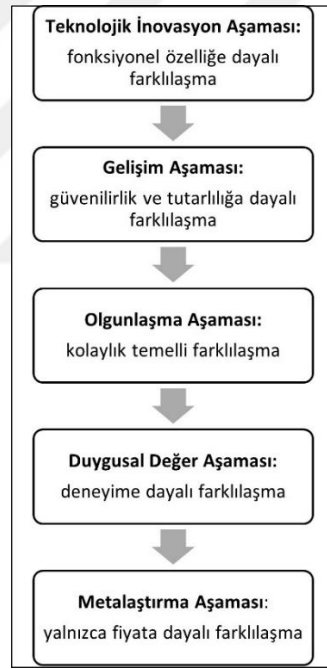 Teknolojik İnovasyon Aşaması:
fonksiyonel özelliğe dayalı
farklılaşma
Gelişim Aşaması:
güvenilirlik ve tutarlılığa dayalı
farklılaşma
Olgunlaşma Aşaması:
kolaylık temelli farklılaşma
Duygusal Değer Aşaması:
deneyime dayalı farklılaşma
Metalaştırma Aşaması:
yalnızca fiyata dayalı farklılaşma